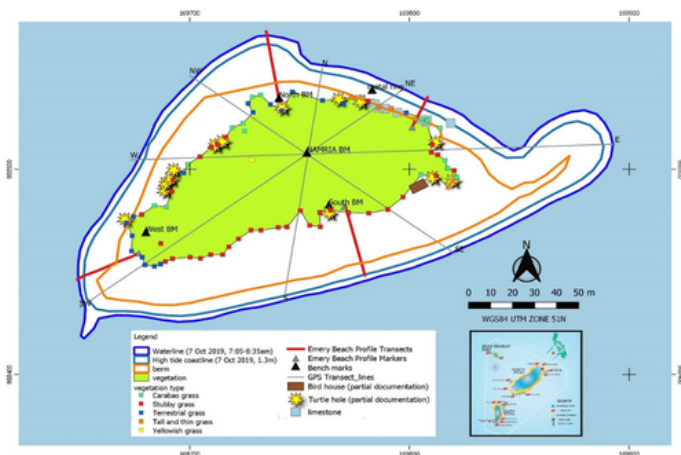 169700
169800
169900
N
NW
NE
North BM
W
E
NAMRIA BM
South BM
West BM
SE
S
SW
N
0 10 20 30 40 50 m
WGS84 UTM ZONE 51N
Legend
Waterline (7 Oct 2019, 7:05-8:35am)
High tide coastline (7 Oct 2019, 1.3m)
berm
vegetation
vegetation type
Carabao grass
Stubby grass
Terrestrial grass
Tall and thin grass
Yellowish grass
Emery Beach Profile Transects
Emery Beach Profile Markers
Bench marks
GPS Transect_lines
Bird house (partial documentation)
Turtle hole (partial documentation)
limestone
169700
169800
169900